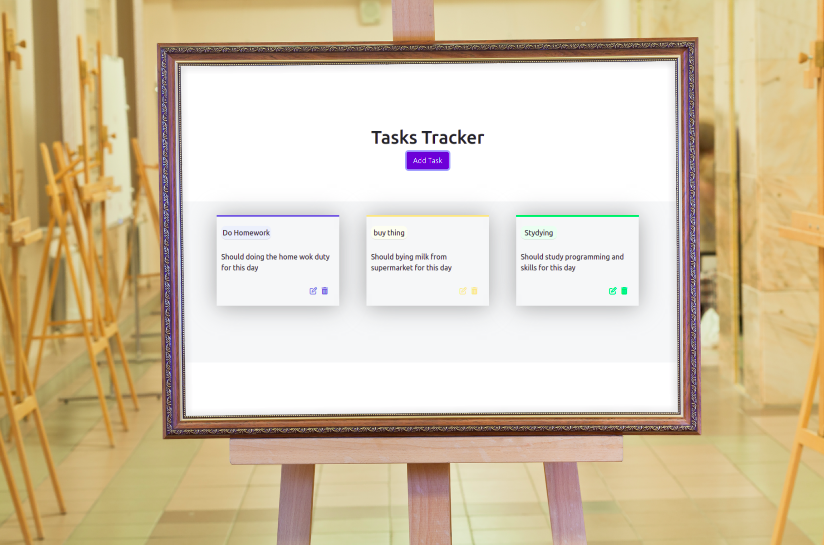 Tasks Tracker
Add Task
Do Homework
Should doing the home wok duty
for this day
buy thing
Should bying milk from
supermarket for this day
Stydying
Should study programming and
skills for this day